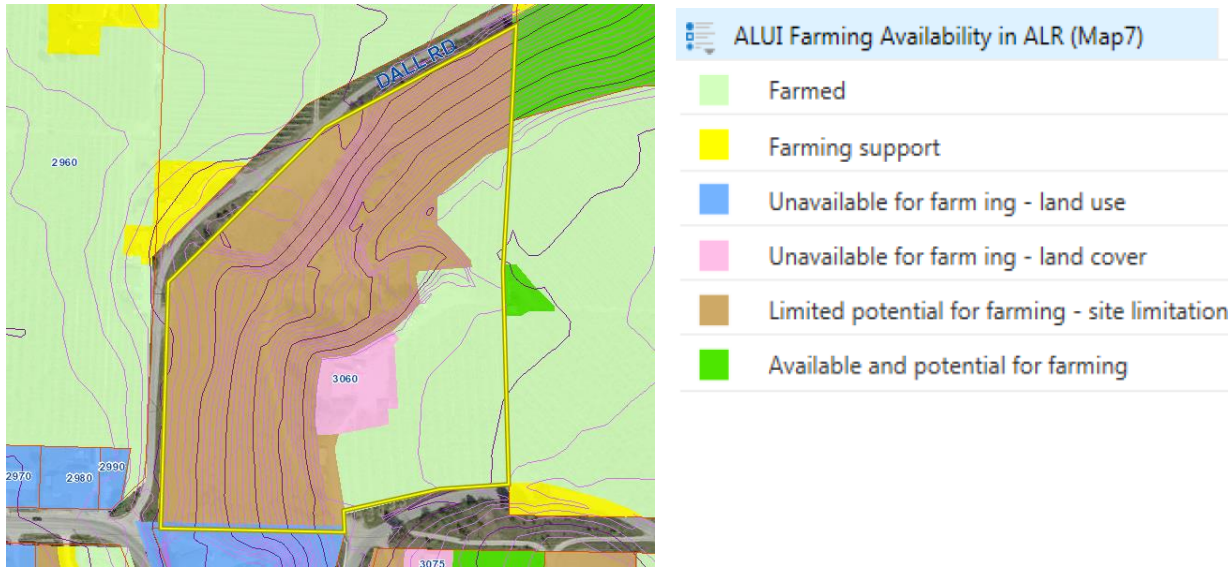 DALL RD
2960
3060
2970
2980
2990
3075
ALUI Farming Availability in ALR (Map7)
Farmed
Farming support
Unavailable for farm ing - land use
Unavailable for farm ing - land cover
Limited potential for farming - site limitation
Available and potential for farming